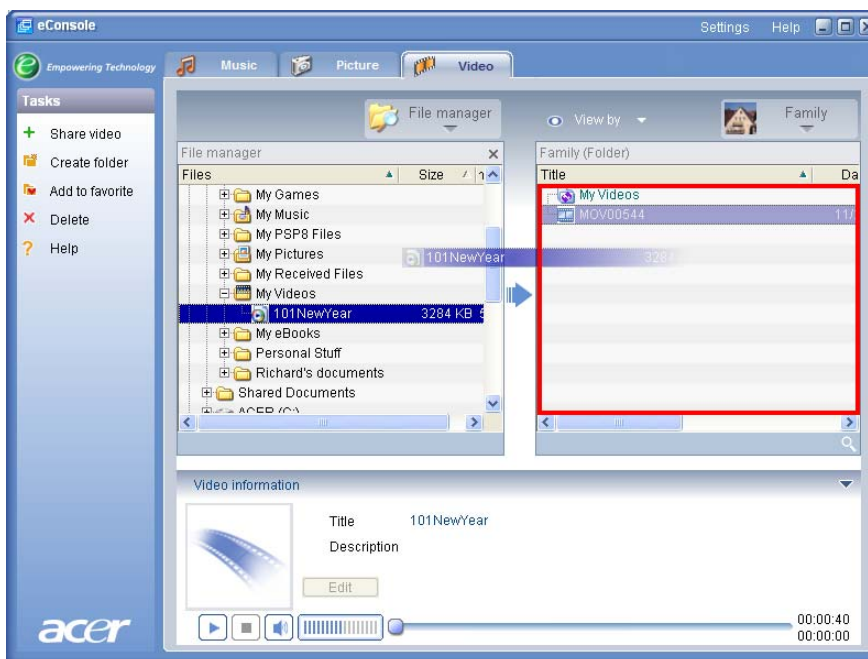 eConsole
Settings Help
Empowering Technology
Music Picture Video
Tasks
Share video
Create folder
Add to favorite
Delete
? Help
File manager
View by
Family
File manager
Files Size
My Games
My Music
My PSP8 Files
My Pictures
My Received Files
My Videos
101NewYear 3284 KB
My eBooks
Personal Stuff
Richard's documents
Shared Documents
ACER (C:)
101NewYear 328
Family (Folder)
Title Da
My Videos
MOV00544 11/
Video information
Title 101NewYear
Description
Edit
00:00:40
00:00:00
acer